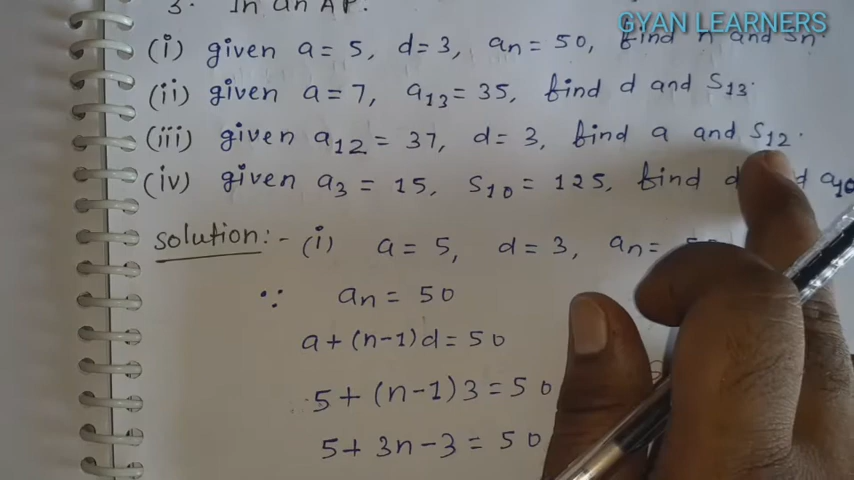 GYAN LEARNERS
3. In an AP.
(i) given a = 5, d = 3, an = 50, find n and Sn.
(ii) given a = 7, a13 = 35, find d and S13.
(iii) given a12 = 37, d = 3, find a and S12.
(iv) given a3 = 15, S10 = 125, find d a10
solution:- (i) a = 5, d = 3, an =
∵ an = 50
a + (n-1)d = 50
5 + (n-1)3 = 50
5 + 3n - 3 = 50